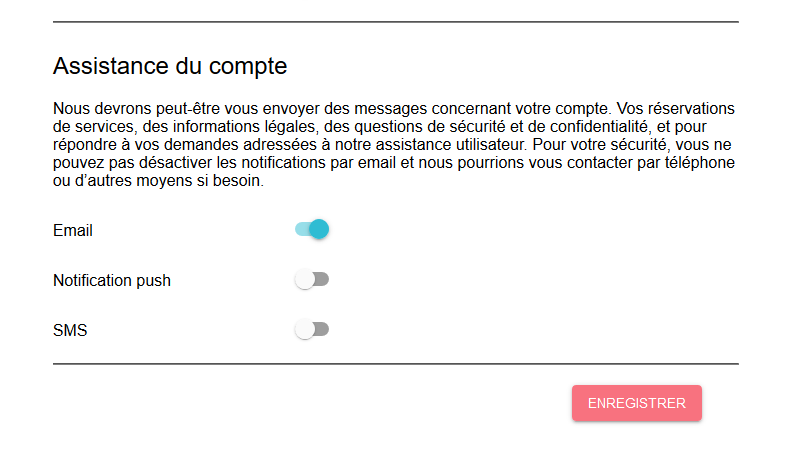 Assistance du compte
Nous devrons peut-être vous envoyer des messages concernant votre compte. Vos réservations
de services, des informations légales, des questions de sécurité et de confidentialité, et pour
répondre à vos demandes adressées à notre assistance utilisateur. Pour votre sécurité, vous ne
pouvez pas désactiver les notifications par email et nous pourrions vous contacter par téléphone
ou d’autres moyens si besoin.
Email
Notification push
SMS
ENREGISTRER